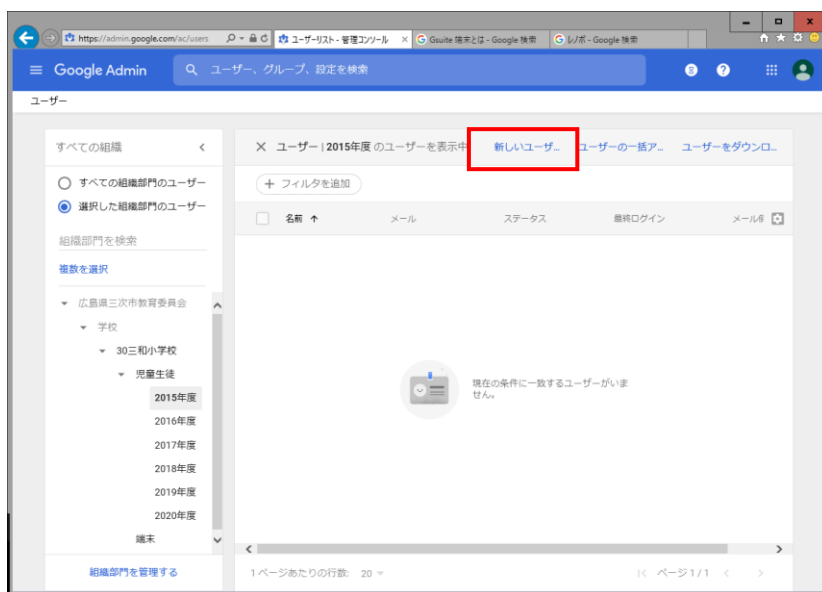 https://admin.google.com/ac/users
ユーザーリスト - 管理コンソール
Gsuite 端末とは - Google 検索
レノボ - Google 検索
Google Admin
ユーザー、グループ、設定を検索
ユーザー
すべての組織
ユーザー | 2015年度 のユーザーを表示中
新しいユーザ...
ユーザーの一括ア...
ユーザーをダウンロ...
すべての組織部門のユーザー
選択した組織部門のユーザー
フィルタを追加
名前
メール
ステータス
最終ログイン
組織部門を検索
複数を選択
広島県三次市教育委員会
学校
30三和小学校
児童生徒
2015年度
2016年度
2017年度
2018年度
2019年度
2020年度
端末
現在の条件に一致するユーザーがいま
せん。
組織部門を管理する
1 ページあたりの行数: 20
ページ 1 / 1